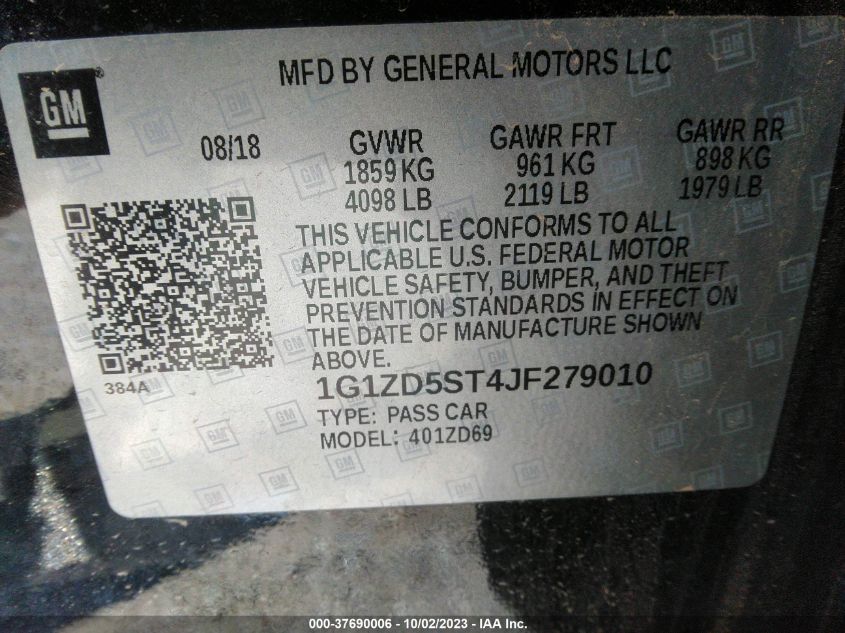 MFD BY GENERAL MOTORS LLC
GM
08/18
GVWR
1859 KG
4098 LB
GAWR FRT
961 KG
2119 LB
GAWR RR
898 KG
1979 LB
THIS VEHICLE CONFORMS TO ALL
APPLICABLE U.S. FEDERAL MOTOR
VEHICLE SAFETY, BUMPER, AND THEFT
PREVENTION STANDARDS IN EFFECT ON
THE DATE OF MANUFACTURE SHOWN
ABOVE.
384A
1G1ZD5ST4JF279010
TYPE: PASS CAR
MODEL: 401ZD69
000-37690006 - 10/02/2023 - IAA Inc.